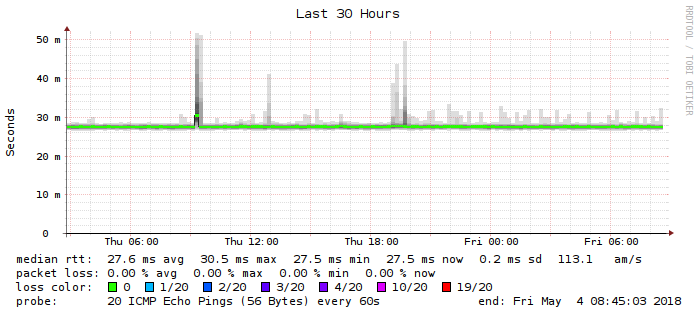 Last 30 Hours
RRDTOOL / TOBI OETIKER
Seconds
50 m
40 m
30 m
20 m
10 m
0
Thu 06:00 Thu 12:00 Thu 18:00 Fri 00:00 Fri 06:00
median rtt: 27.6 ms avg 30.5 ms max 27.5 ms min 27.5 ms now 0.2 ms sd 113.1 am/s
packet loss: 0.00 % avg 0.00 % max 0.00 % min 0.00 % now
loss color: 0 1/20 2/20 3/20 4/20 10/20 19/20
probe: 20 ICMP Echo Pings (56 Bytes) every 60s end: Fri May 4 08:45:03 2018